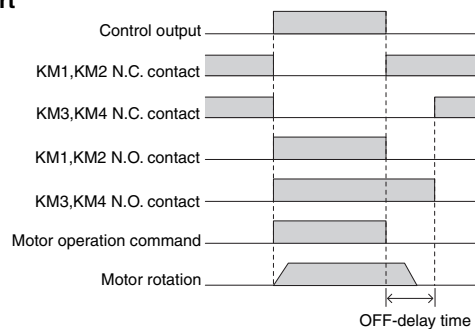 Control output
KM1,KM2 N.C. contact
KM3,KM4 N.C. contact
KM1,KM2 N.O. contact
KM3,KM4 N.O. contact
Motor operation command
Motor rotation
OFF-delay time